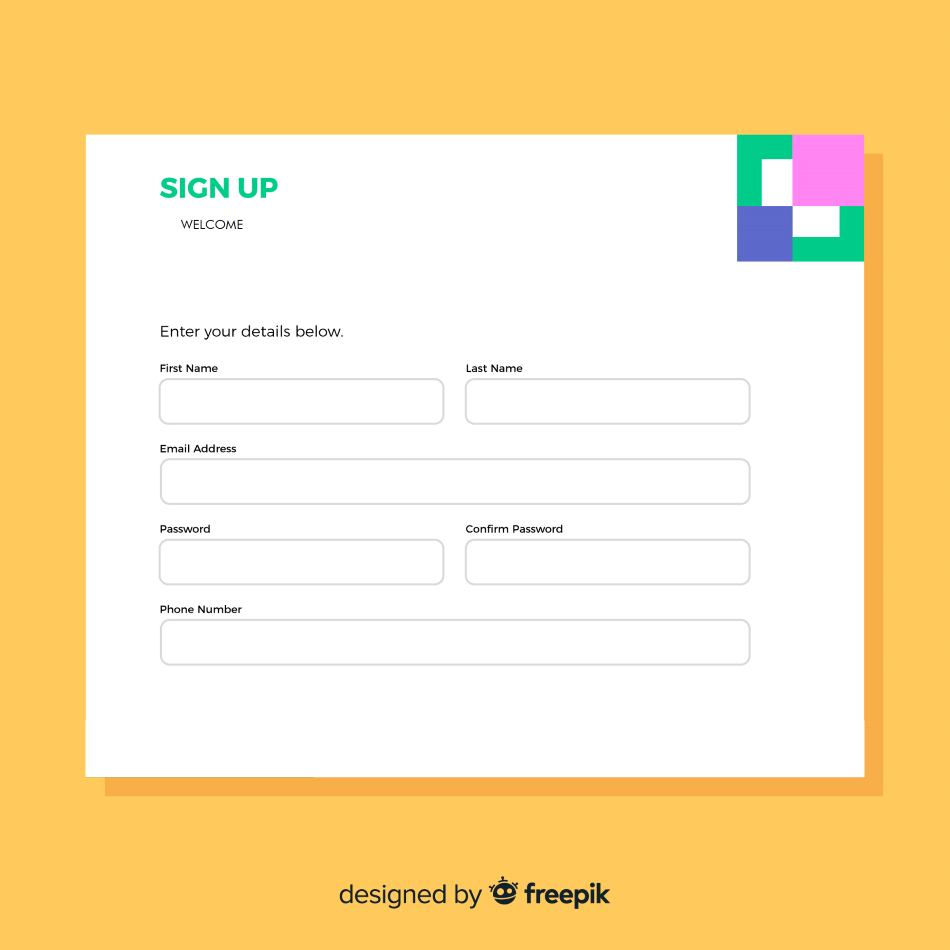 SIGN UP
WELCOME
Enter your details below.
First Name Last Name
Email Address
Password Confirm Password
Phone Number
designed by freepik